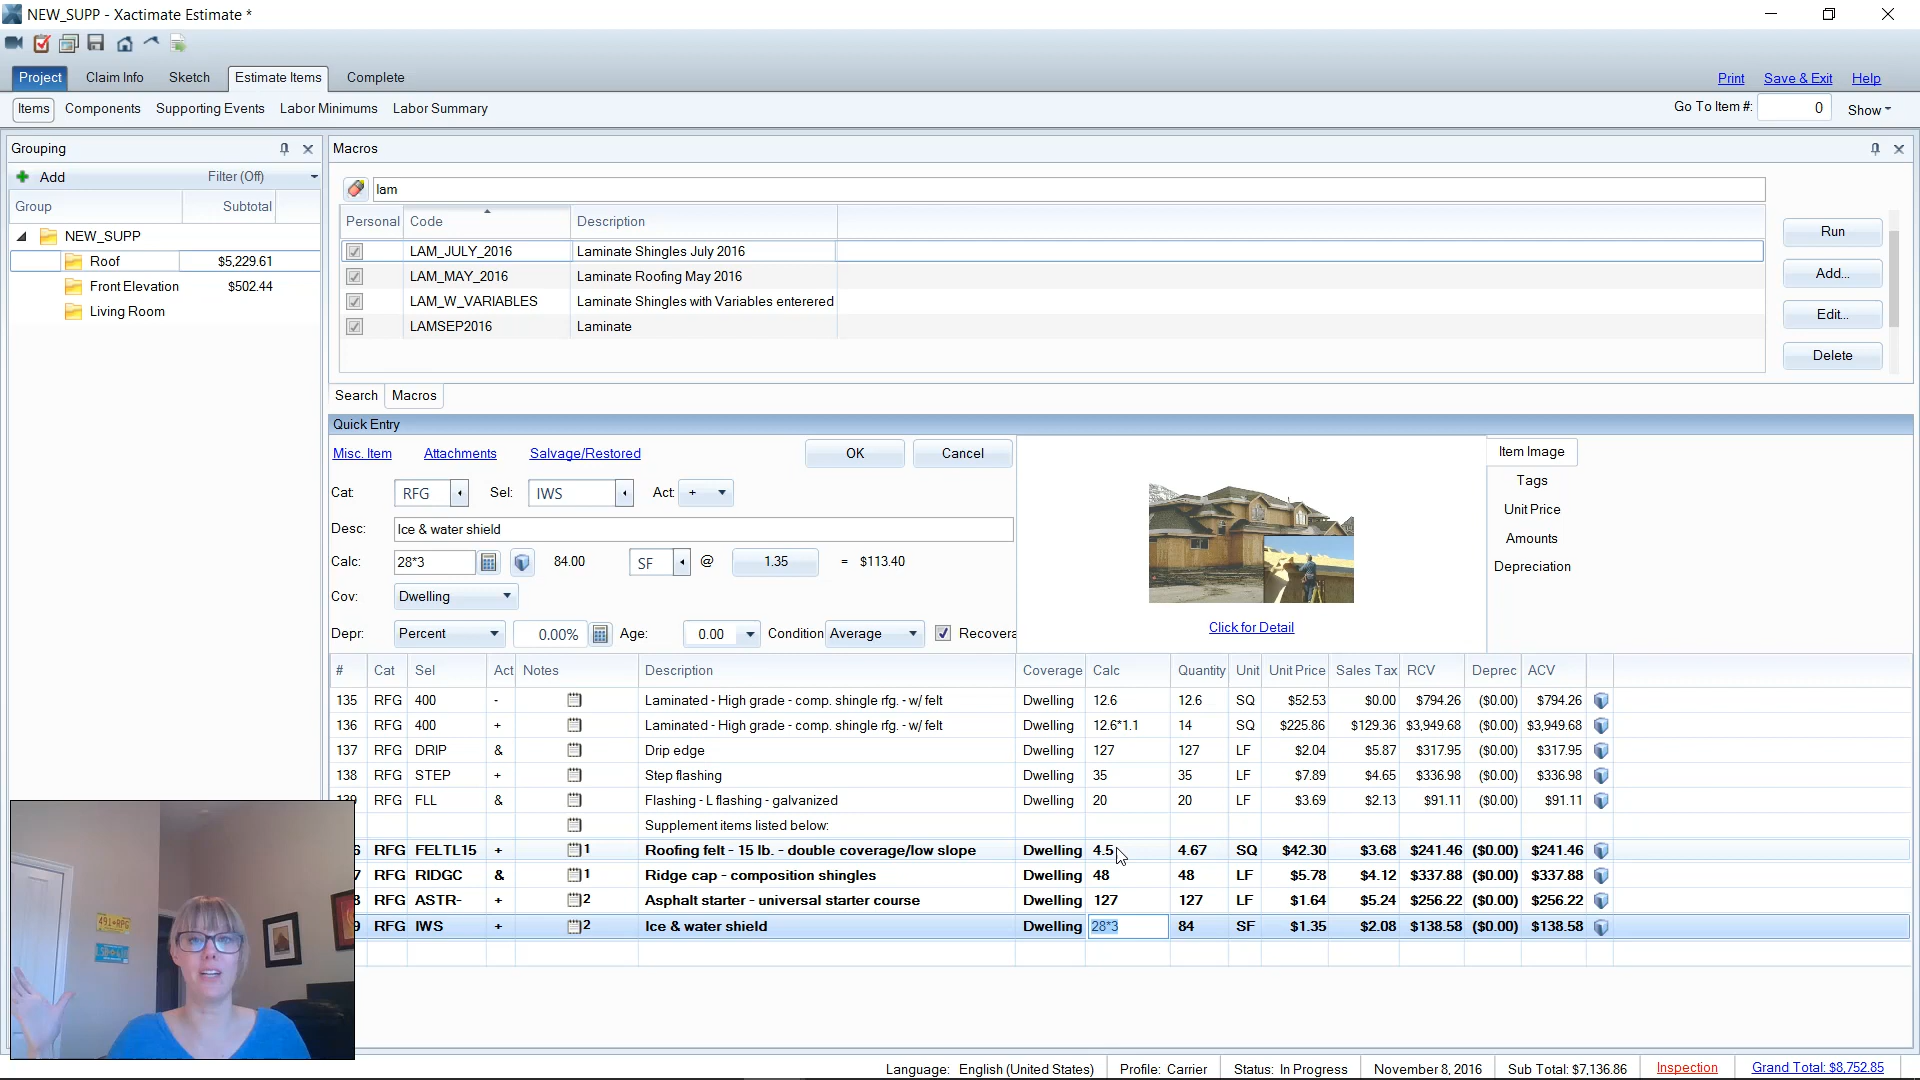 NEW_SUPP - Xactimate Estimate *
Project Claim Info Sketch Estimate Items Complete Print Save & Exit Help
Items Components Supporting Events Labor Minimums Labor Summary Go To Item #: 0 Show
Grouping
Add Filter (Off)
Group Subtotal
NEW_SUPP
Roof $5,229.61
Front Elevation $502.44
Living Room
Macros
lam
Personal Code Description
LAM_JULY_2016 Laminate Shingles July 2016
LAM_MAY_2016 Laminate Roofing May 2016
LAM_W_VARIABLES Laminate Shingles with Variables enterered
LAMSEP2016 Laminate
Run
Add...
Edit...
Delete
Search Macros
Quick Entry
Misc. Item Attachments Salvage/Restored OK Cancel
Cat: RFG Sel: IWS Act: +
Desc: Ice & water shield
Calc: 28*3 84.00 SF @ 1.35 = $113.40
Cov: Dwelling
Depr: Percent 0.00% Age: 0.00 Condition Average Recovera
Click for Detail
Item Image
Tags
Unit Price
Amounts
Depreciation
# Cat Sel Act Notes Description Coverage Calc Quantity Unit Unit Price Sales Tax RCV Deprec ACV
135 RFG 400 - Laminated - High grade - comp. shingle rfg. - w/ felt Dwelling 12.6 12.6 SQ $52.53 $0.00 $794.26 ($0.00) $794.26
136 RFG 400 + Laminated - High grade - comp. shingle rfg. - w/ felt Dwelling 12.6*1.1 14 SQ $225.86 $129.36 $3,949.68 ($0.00) $3,949.68
137 RFG DRIP & Drip edge Dwelling 127 127 LF $2.04 $5.87 $317.95 ($0.00) $317.95
138 RFG STEP + Step flashing Dwelling 35 35 LF $7.89 $4.65 $336.98 ($0.00) $336.98
139 RFG FLL & Flashing - L flashing - galvanized Dwelling 20 20 LF $3.69 $2.13 $91.11 ($0.00) $91.11
Supplement items listed below:
6 RFG FELTL15 + 1 Roofing felt - 15 lb. - double coverage/low slope Dwelling 4.5 4.67 SQ $42.30 $3.68 $241.46 ($0.00) $241.46
7 RFG RIDGC & 1 Ridge cap - composition shingles Dwelling 48 48 LF $5.78 $4.12 $337.88 ($0.00) $337.88
8 RFG ASTR- + 2 Asphalt starter - universal starter course Dwelling 127 127 LF $1.64 $5.24 $256.22 ($0.00) $256.22
9 RFG IWS + 2 Ice & water shield Dwelling 28*3 84 SF $1.35 $2.08 $138.58 ($0.00) $138.58
Language: English (United States) Profile: Carrier Status: In Progress November 8, 2016 Sub Total: $7,136.86 Inspection Grand Total: $8,752.85